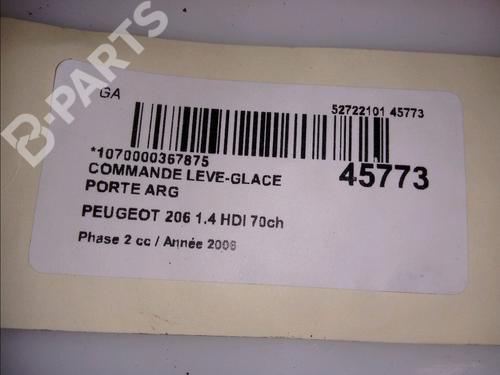 B-PARTS
GA
52722101 45773
*1070000367875
COMMANDE LEVE-GLACE
PORTE ARG
45773
PEUGEOT 206 1.4 HDI 70ch
Phase 2 cc / Année 2006